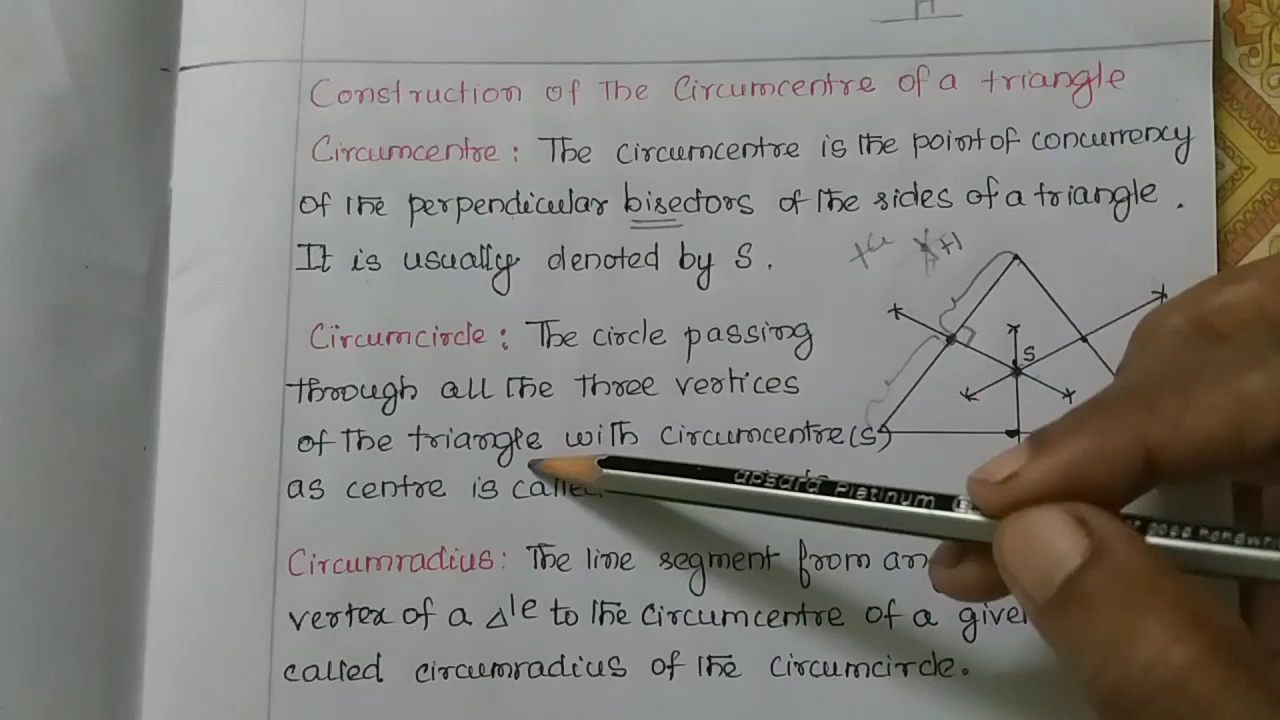 Construction of The Circumcentre of a triangle
Circumcentre: The circumcentre is the point of concurrency
of the perpendicular bisectors of the sides of a triangle.
It is usually denoted by S.
S
Circumcircle: The circle passing
through all the three vertices
of the triangle with circumcentre(S)
as centre is called
apsara Platinum
Circumradius: The line segment from an
vertex of a Δle to the circumcentre of a given
called circumradius of the circumcircle.